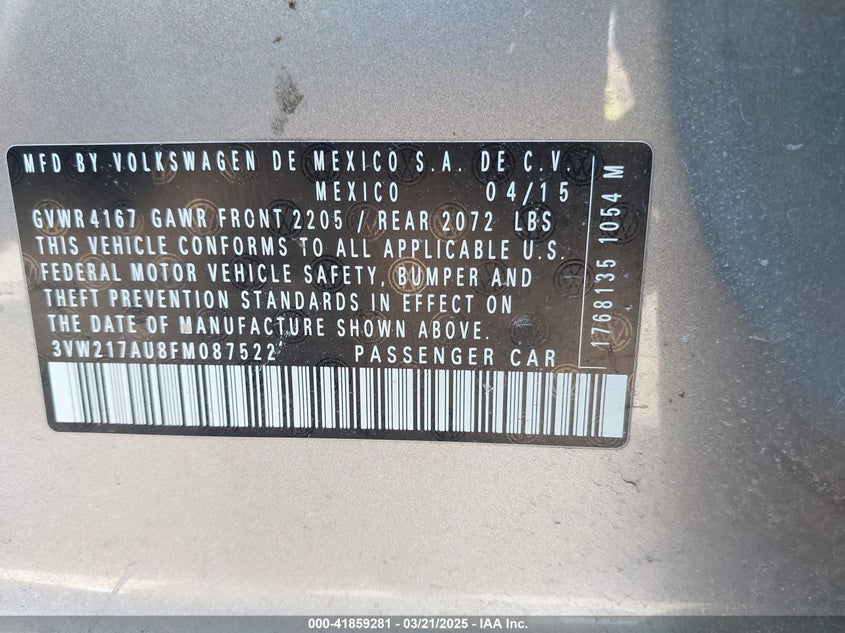 MFD BY VOLKSWAGEN DE MEXICO S.A. DE C.V.
MEXICO 04/15
GVWR 4167 GAWR FRONT 2205 / REAR 2072 LBS
THIS VEHICLE CONFORMS TO ALL APPLICABLE U.S.
FEDERAL MOTOR VEHICLE SAFETY, BUMPER AND
THEFT PREVENTION STANDARDS IN EFFECT ON
THE DATE OF MANUFACTURE SHOWN ABOVE.
3VW217AU8FM087522 PASSENGER CAR
1768135 1054 M
000-41859281 / 03/21/2025 - IAA Inc.